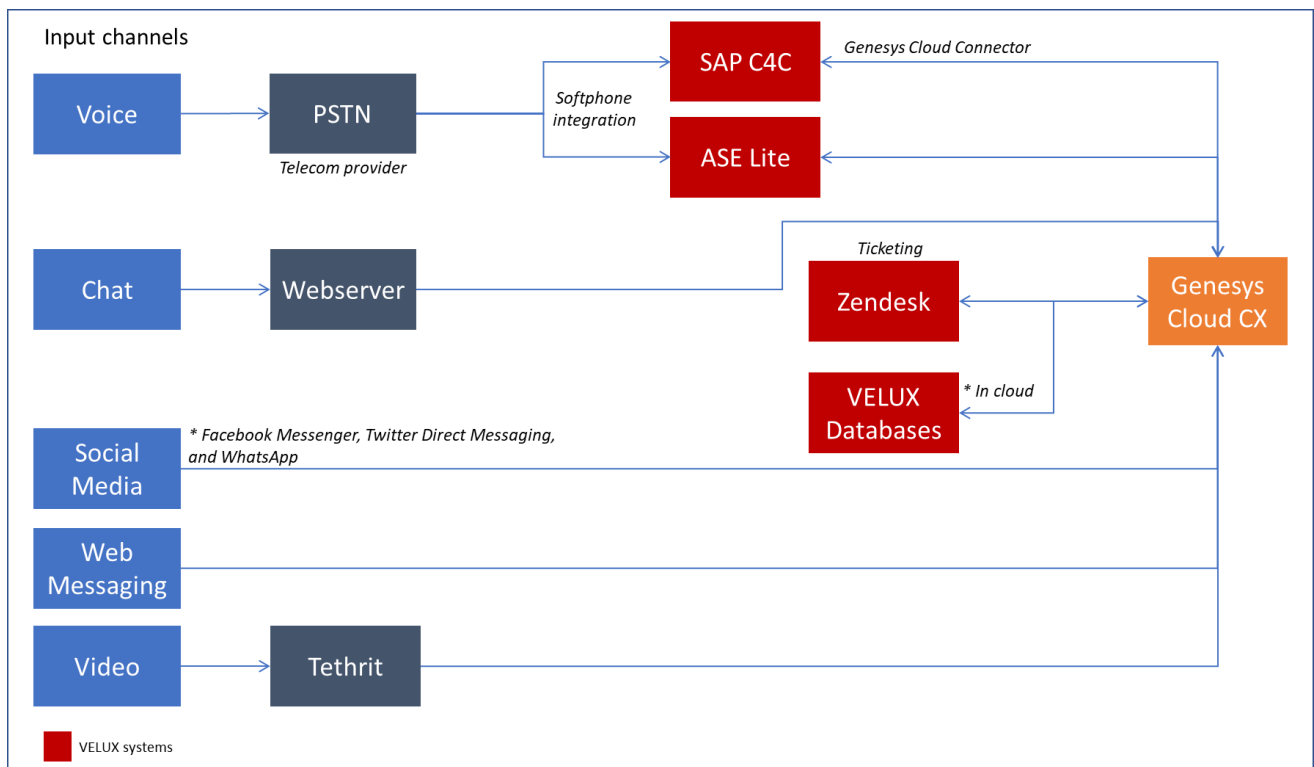 Input channels
Voice
PSTN
Telecom provider
Softphone
integration
SAP C4C
Genesys Cloud Connector
ASE Lite
Chat
Webserver
Ticketing
Zendesk
Genesys
Cloud CX
VELUX
Databases
* In cloud
Social
Media
* Facebook Messenger, Twitter Direct Messaging,
and WhatsApp
Web
Messaging
Video
Tethrit
VELUX systems